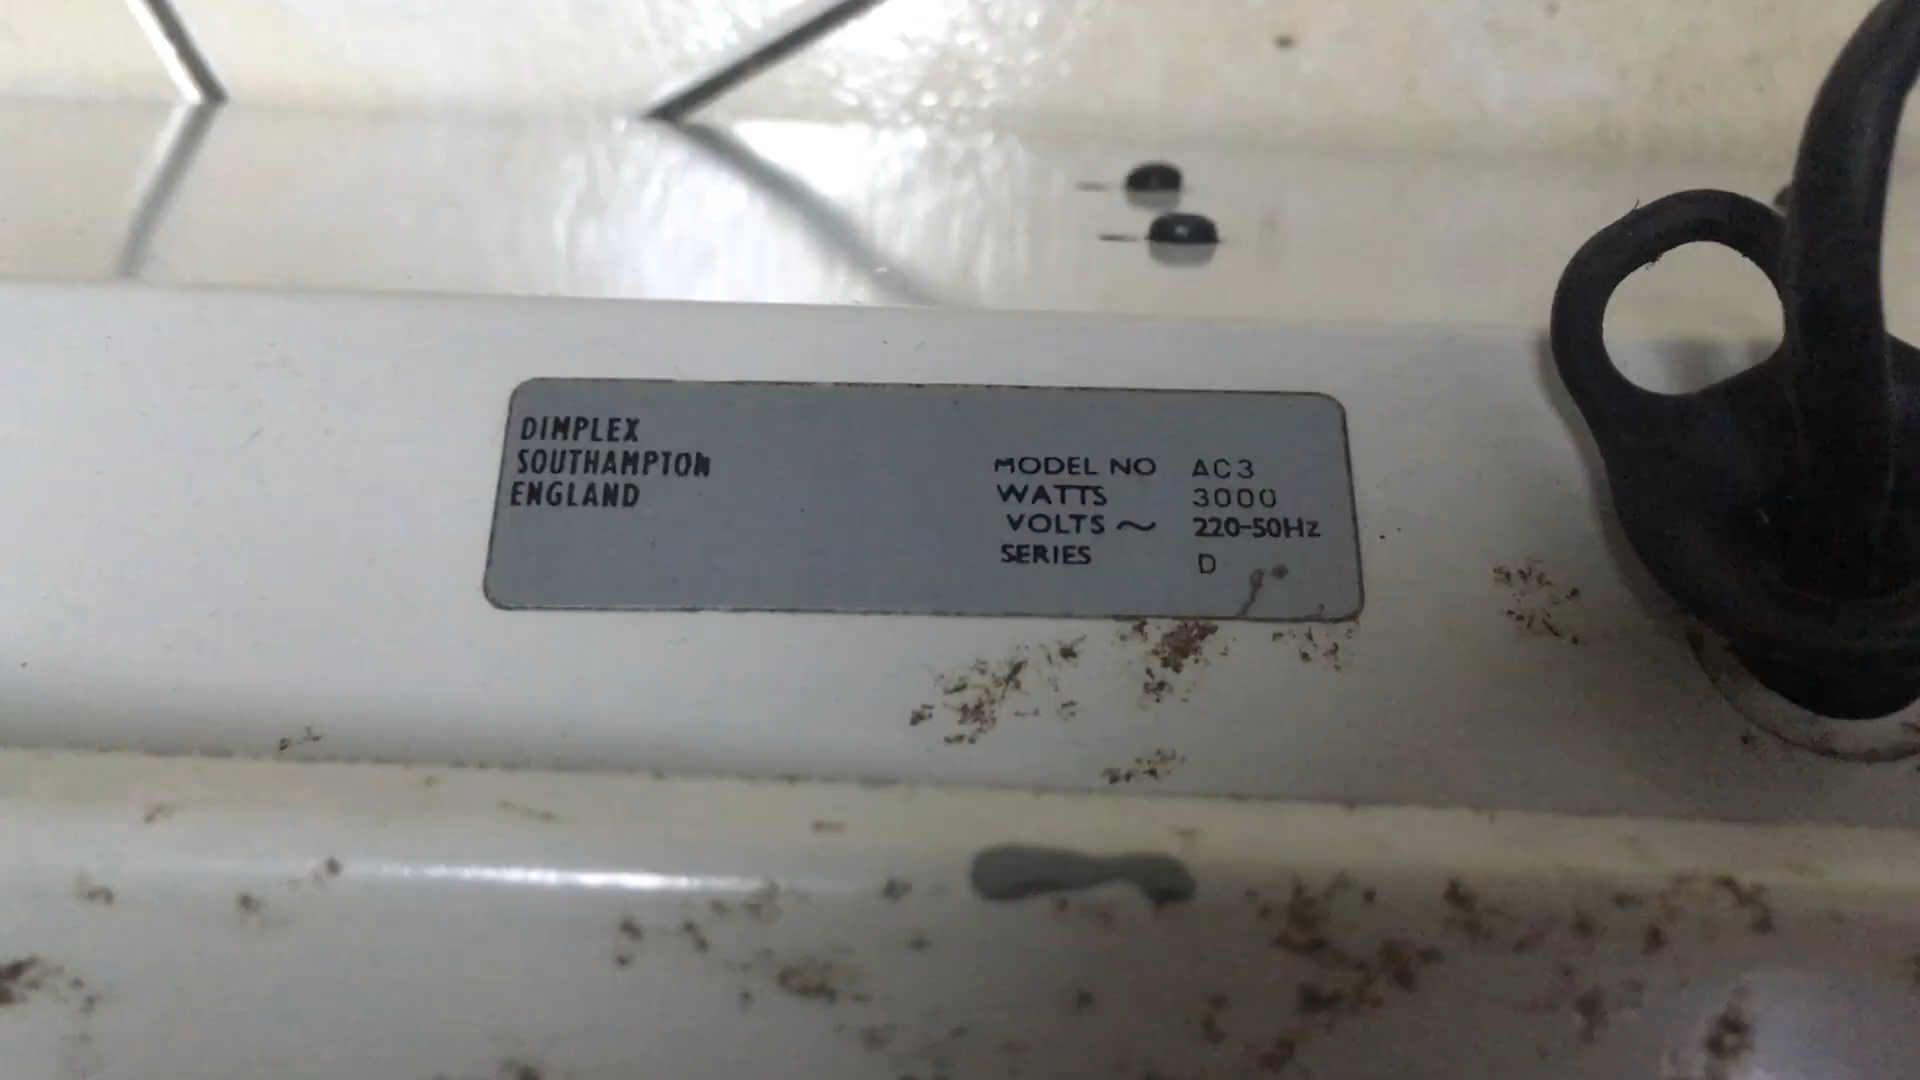 DIMPLEX
SOUTHAMPTON
ENGLAND
MODEL NO AC3
WATTS 3000
VOLTS ~ 220-50Hz
SERIES D